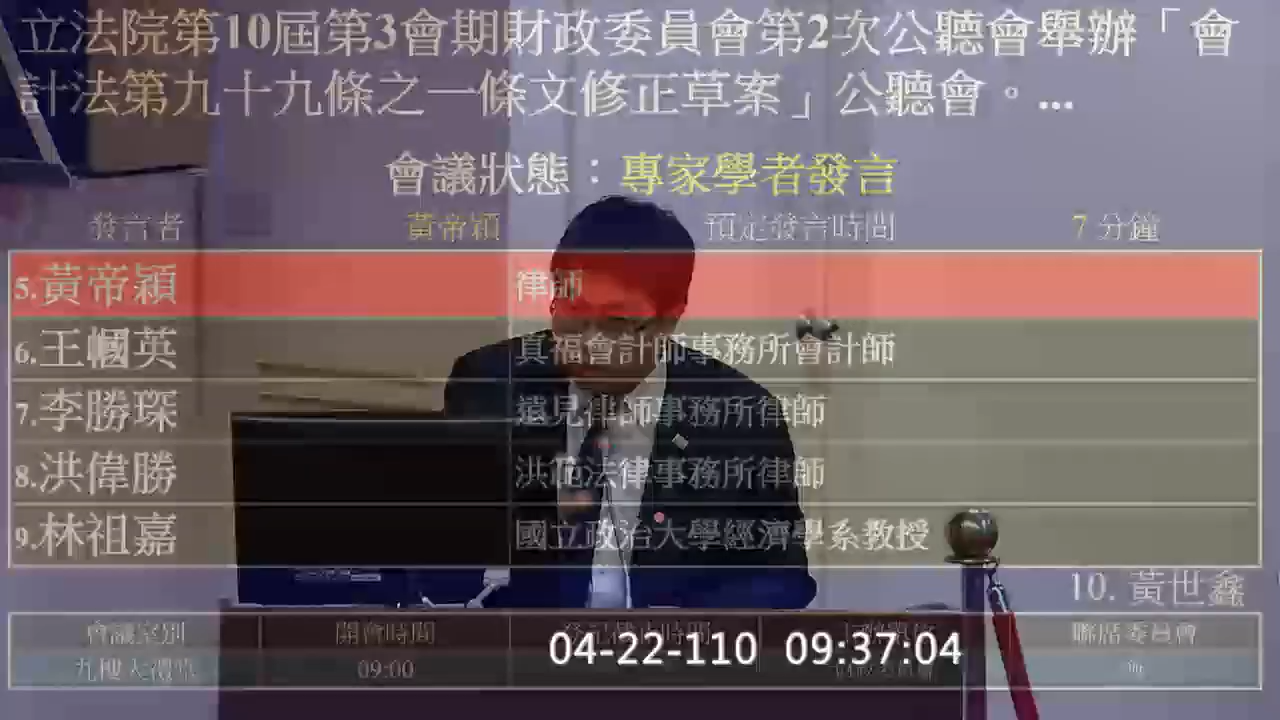 立法院第10屆第3會期財政委員會第2次公聽會舉辦「會
計法第九十九條之一條文修正草案」公聽會。...
會議狀態：專家學者發言
發言者 黃帝穎 預定發言時間 7 分鐘
5.黃帝穎 律師
6.王幗英 真福會計師事務所會計師
7.李勝琛 遠見律師事務所律師
8.洪偉勝 洪范法律事務所律師
9.林祖嘉 國立政治大學經濟學系教授
10. 黃世鑫
會議室別 開會時間 聯席委員會
九樓大禮堂 09:00
04-22-110 09:37:04